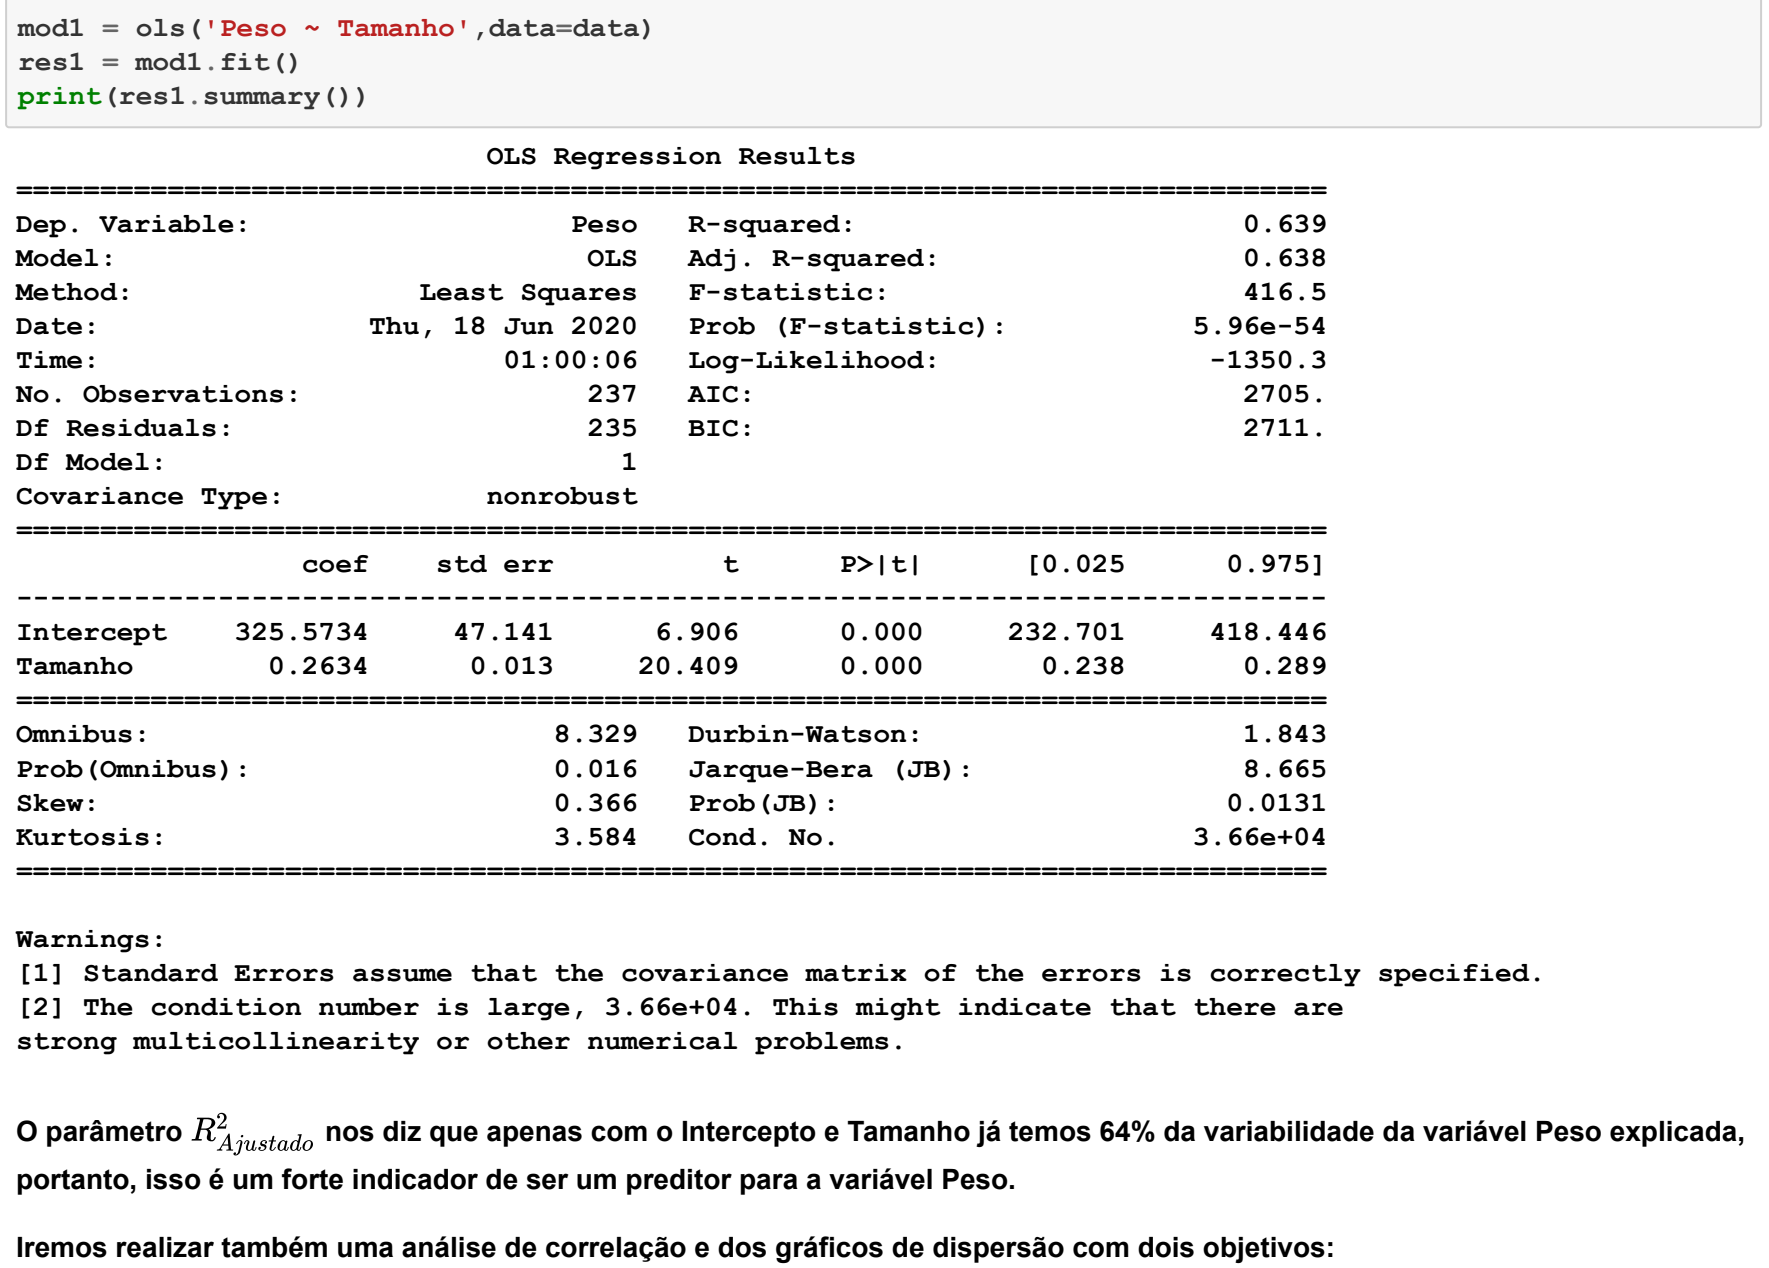 mod1 = ols('Peso ~ Tamanho',data=data)
res1 = mod1.fit()
print(res1.summary())
OLS Regression Results
==============================================================================
Dep. Variable: Peso R-squared: 0.639
Model: OLS Adj. R-squared: 0.638
Method: Least Squares F-statistic: 416.5
Date: Thu, 18 Jun 2020 Prob (F-statistic): 5.96e-54
Time: 01:00:06 Log-Likelihood: -1350.3
No. Observations: 237 AIC: 2705.
Df Residuals: 235 BIC: 2711.
Df Model: 1
Covariance Type: nonrobust
==============================================================================
coef std err t P>|t| [0.025 0.975]
------------------------------------------------------------------------------
Intercept 325.5734 47.141 6.906 0.000 232.701 418.446
Tamanho 0.2634 0.013 20.409 0.000 0.238 0.289
==============================================================================
Omnibus: 8.329 Durbin-Watson: 1.843
Prob(Omnibus): 0.016 Jarque-Bera (JB): 8.665
Skew: 0.366 Prob(JB): 0.0131
Kurtosis: 3.584 Cond. No. 3.66e+04
==============================================================================
Warnings:
[1] Standard Errors assume that the covariance matrix of the errors is correctly specified.
[2] The condition number is large, 3.66e+04. This might indicate that there are
strong multicollinearity or other numerical problems.
O parâmetro R²_Ajustado nos diz que apenas com o Intercepto e Tamanho já temos 64% da variabilidade da variável Peso explicada,
portanto, isso é um forte indicador de ser um preditor para a variável Peso.
Iremos realizar também uma análise de correlação e dos gráficos de dispersão com dois objetivos: